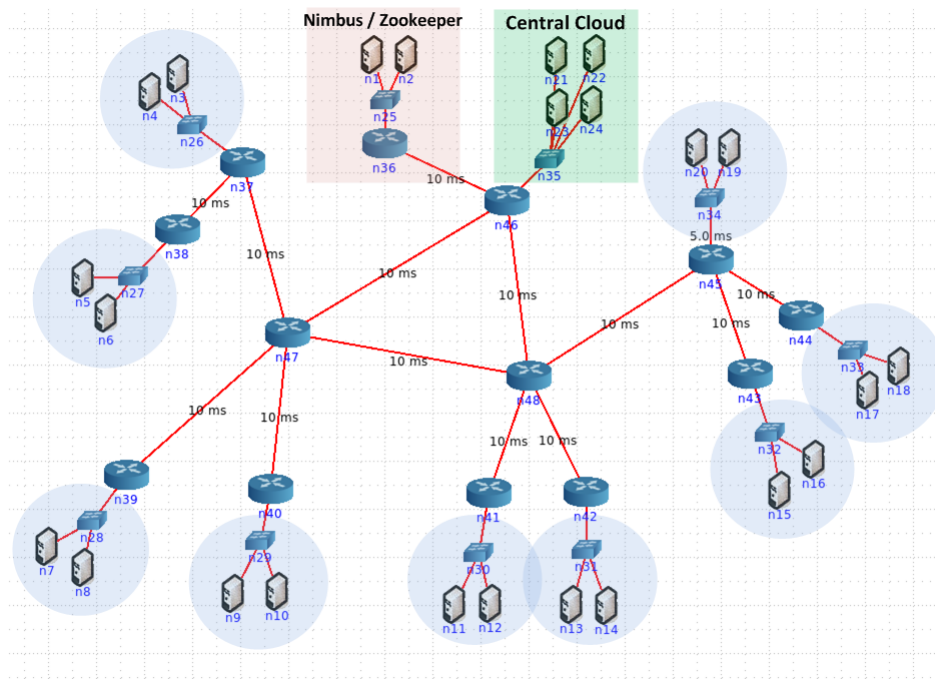 Nimbus / Zookeeper
Central Cloud
n1
n2
n21
n22
n3
n4
n25
n23
n24
n26
n36
n35
n20
n19
n37
10 ms
n34
10 ms
n46
n38
5.0 ms
10 ms
n45
n5
n27
10 ms
10 ms
10 ms
n6
10 ms
10 ms
n44
n47
10 ms
n33
n18
n48
n43
n17
10 ms
10 ms
10 ms
10 ms
n32
n16
n39
n40
n41
n42
n15
n28
n29
n30
n31
n7
n8
n9
n10
n11
n12
n13
n14